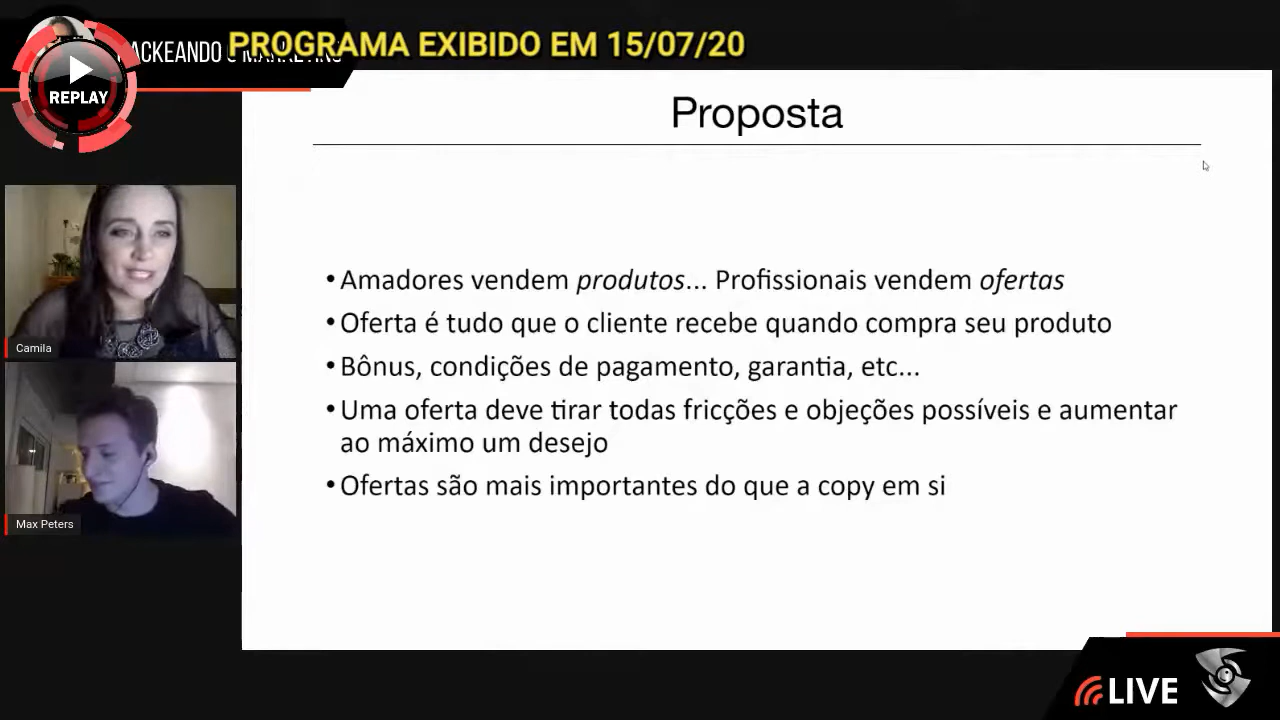 PROGRAMA EXIBIDO EM 15/07/20
REPLAY
Proposta
•Amadores vendem produtos... Profissionais vendem ofertas
•Oferta é tudo que o cliente recebe quando compra seu produto
•Bônus, condições de pagamento, garantia, etc...
•Uma oferta deve tirar todas fricções e objeções possíveis e aumentar
ao máximo um desejo
•Ofertas são mais importantes do que a copy em si
Camila
Max Peters
LIVE